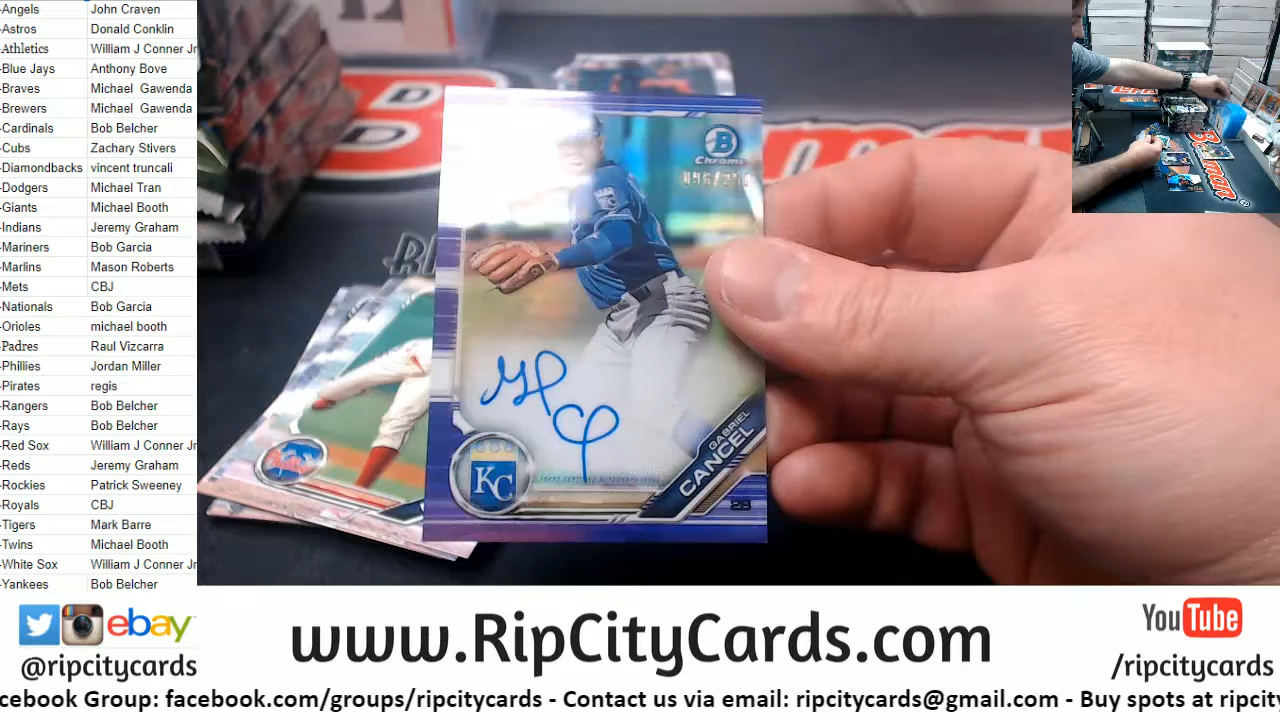 -Angels John Craven
-Astros Donald Conklin
-Athletics William J Conner Jr
-Blue Jays Anthony Bove
-Braves Michael Gawenda
-Brewers Michael Gawenda
-Cardinals Bob Belcher
-Cubs Zachary Stivers
-Diamondbacks vincent truncali
-Dodgers Michael Tran
-Giants Michael Booth
-Indians Jeremy Graham
-Mariners Bob Garcia
-Marlins Mason Roberts
-Mets CBJ
-Nationals Bob Garcia
-Orioles michael booth
-Padres Raul Vizcarra
-Phillies Jordan Miller
-Pirates regis
-Rangers Bob Belcher
-Rays Bob Belcher
-Red Sox William J Conner Jr
-Reds Jeremy Graham
-Rockies Patrick Sweeney
-Royals CBJ
-Tigers Mark Barre
-Twins Michael Booth
-White Sox William J Conner Jr
-Yankees Bob Belcher
B
Chrome
GABRIEL
CANCEL
2B
KC
TOPPS CERTIFIED AUTOGRAPH ISSUE
Bowman
ebay
@ripcitycards
www.RipCityCards.com
YouTube
/ripcitycards
cebook Group: facebook.com/groups/ripcitycards - Contact us via email: ripcitycards@gmail.com - Buy spots at ripcity